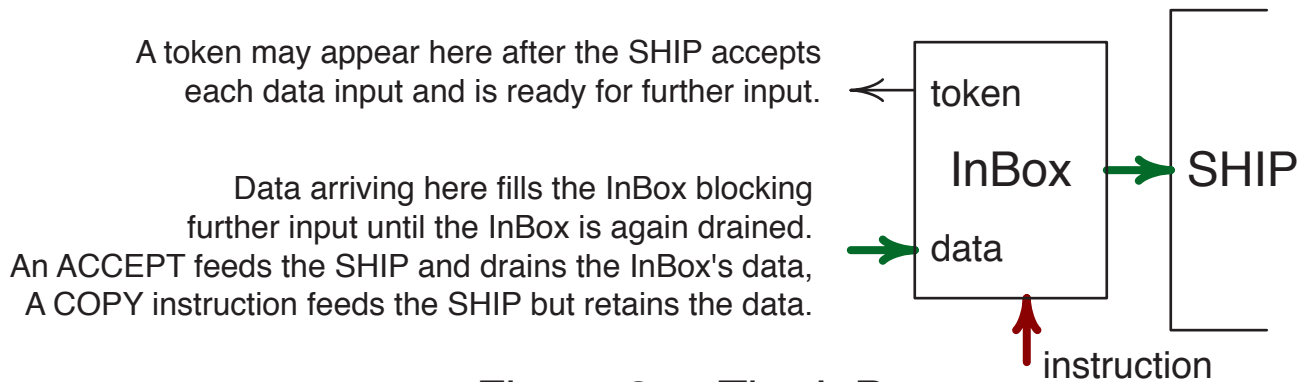 A token may appear here after the SHIP accepts
each data input and is ready for further input.
token
InBox
SHIP
Data arriving here fills the InBox blocking
further input until the InBox is again drained.
An ACCEPT feeds the SHIP and drains the InBox's data,
A COPY instruction feeds the SHIP but retains the data.
data
instruction